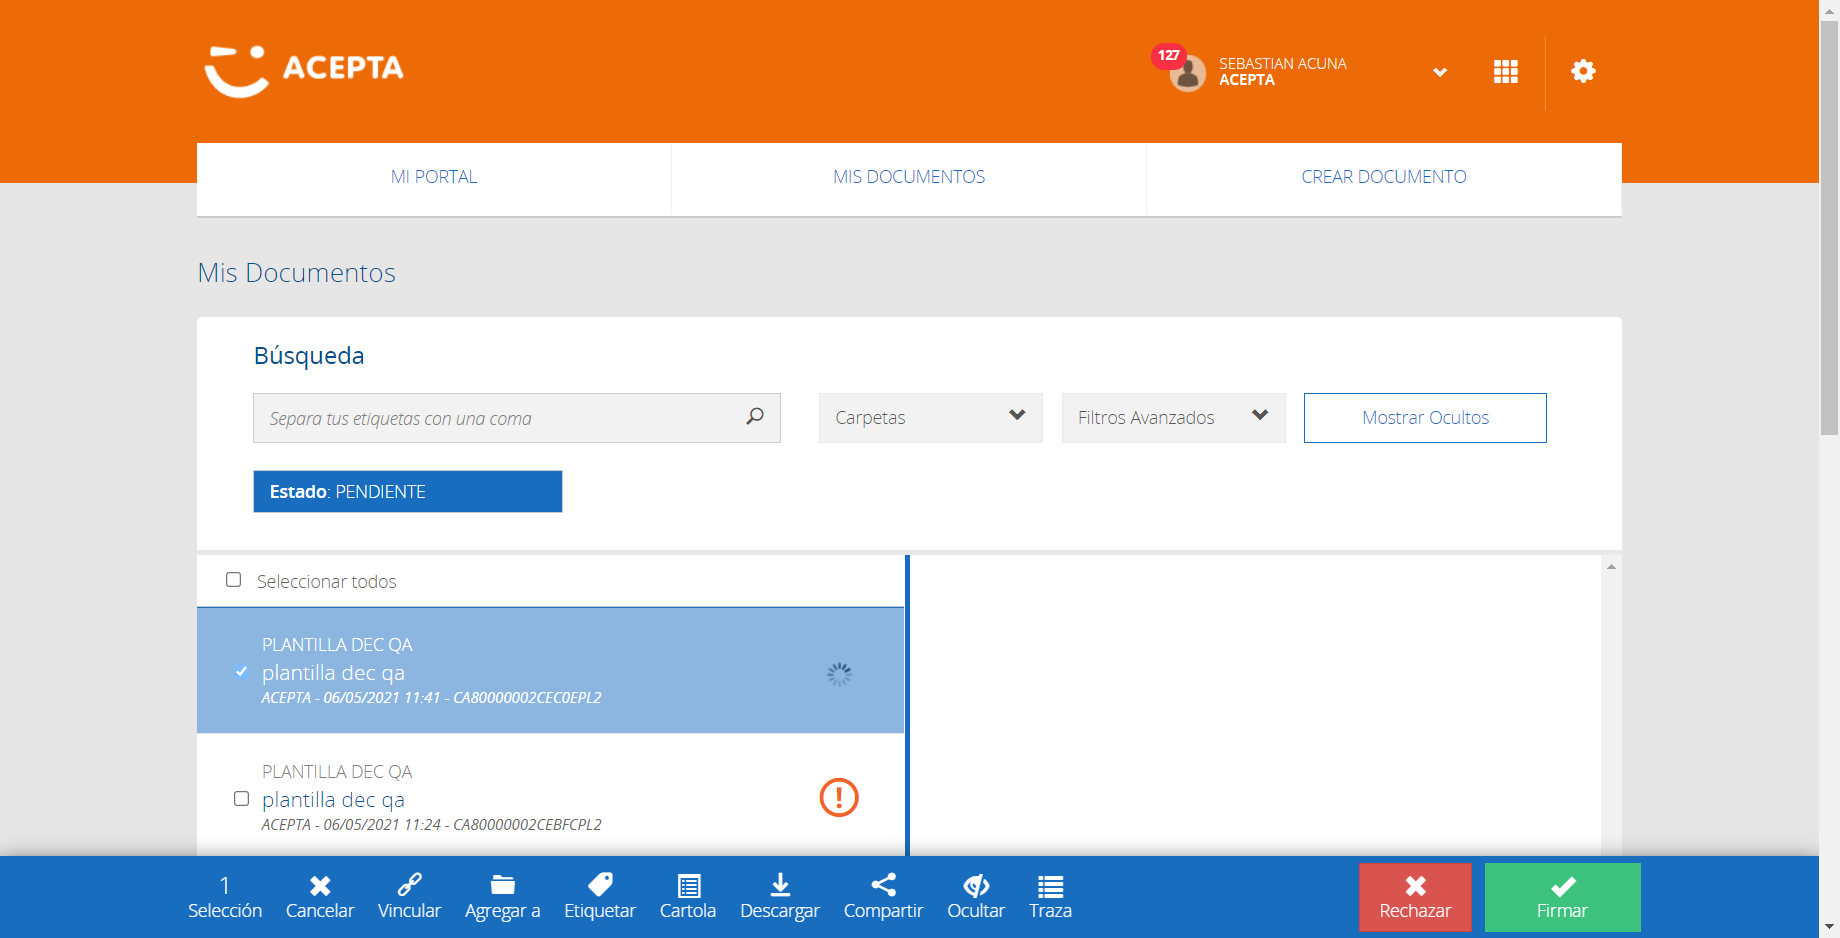 ACEPTA
127
SEBASTIAN ACUNA
ACEPTA
MI PORTAL
MIS DOCUMENTOS
CREAR DOCUMENTO
Mis Documentos
Búsqueda
Separa tus etiquetas con una coma
Carpetas
Filtros Avanzados
Mostrar Ocultos
Estado: PENDIENTE
Seleccionar todos
PLANTILLA DEC QA
plantilla dec qa
ACEPTA - 06/05/2021 11:41 - CA80000002CEC0EPL2
PLANTILLA DEC QA
plantilla dec qa
ACEPTA - 06/05/2021 11:24 - CA80000002CEBFCPL2
1
Selección
Cancelar
Vincular
Agregar a
Etiquetar
Cartola
Descargar
Compartir
Ocultar
Traza
Rechazar
Firmar